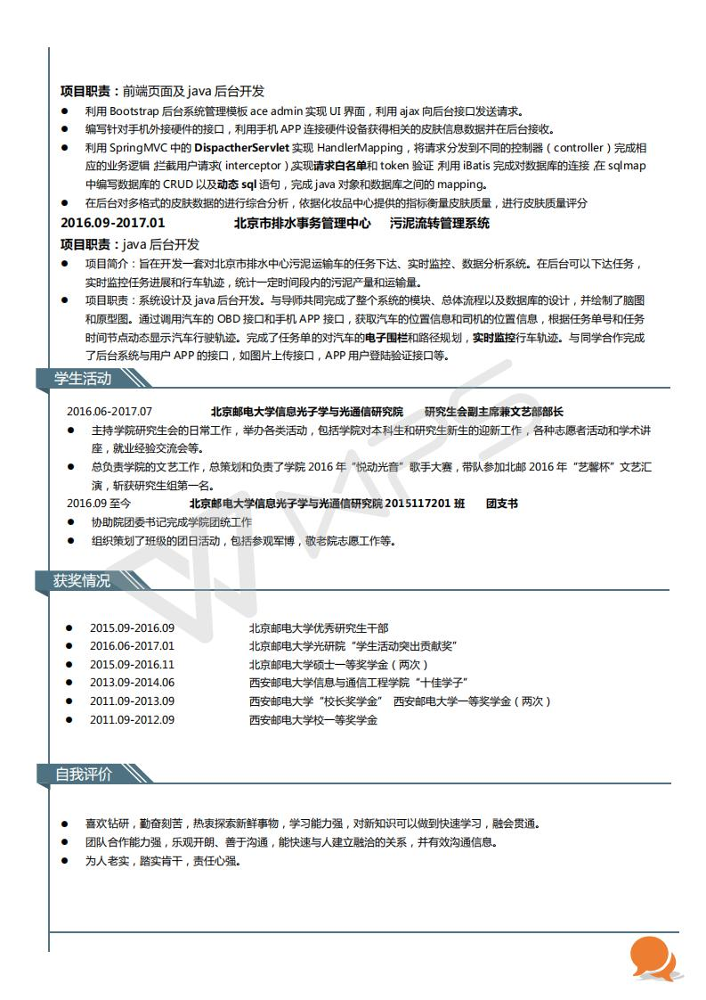 项目职责：前端页面及 java 后台开发
● 利用 Bootstrap 后台系统管理模板 ace admin 实现 UI 界面，利用 ajax 向后台接口发送请求。
● 编写针对手机外接硬件的接口，利用手机 APP 连接硬件设备获得相关的皮肤信息数据并在后台接收。
● 利用 SpringMVC 中的 DispactherServlet 实现 HandlerMapping，将请求分发到不同的控制器（controller）完成相
应的业务逻辑，拦截用户请求（interceptor），实现请求白名单和 token 验证，利用 iBatis 完成对数据库的连接，在 sqlmap
中编写数据库的 CRUD 以及动态 sql 语句，完成 java 对象和数据库之间的 mapping。
● 在后台对多格式的皮肤数据的进行综合分析，依据化妆品中心提供的指标衡量皮肤质量，进行皮肤质量评分
2016.09-2017.01 北京市排水事务管理中心 污泥流转管理系统
项目职责：java 后台开发
● 项目简介：旨在开发一套对北京市排水中心污泥运输车的任务下达、实时监控、数据分析系统。在后台可以下达任务，
实时监控任务进展和行车轨迹，统计一定时间段内的污泥产量和运输量。
● 项目职责：系统设计及 java 后台开发。与导师共同完成了整个系统的模块、总体流程以及数据库的设计，并绘制了脑图
和原型图。通过调用汽车的 OBD 接口和手机 APP 接口，获取汽车的位置信息和司机的位置信息，根据任务单号和任务
时间节点动态显示汽车行驶轨迹。完成了任务单的对汽车的电子围栏和路径规划，实时监控行车轨迹。与同学合作完成
了后台系统与用户 APP 的接口，如图片上传接口，APP 用户登陆验证接口等。
学生活动
2016.06-2017.07 北京邮电大学信息光子学与光通信研究院 研究生会副主席兼文艺部部长
● 主持学院研究生会的日常工作，举办各类活动，包括学院对本科生和研究生新生的迎新工作，各种志愿者活动和学术讲
座，就业经验交流会等。
● 总负责学院的文艺工作，总策划和负责了学院 2016 年“悦动光音”歌手大赛，带队参加北邮 2016 年“艺馨杯”文艺汇
演，斩获研究生组第一名。
2016.09 至今 北京邮电大学信息光子学与光通信研究院 2015117201 班 团支书
● 协助院团委书记完成学院团统工作
● 组织策划了班级的团日活动，包括参观军博，敬老院志愿工作等。
获奖情况
● 2015.09-2016.09 北京邮电大学优秀研究生干部
● 2016.06-2017.01 北京邮电大学光研院“学生活动突出贡献奖”
● 2015.09-2016.11 北京邮电大学硕士一等奖学金（两次）
● 2013.09-2014.06 西安邮电大学信息与通信工程学院“十佳学子”
● 2011.09-2013.09 西安邮电大学“校长奖学金” 西安邮电大学一等奖学金（两次）
● 2011.09-2012.09 西安邮电大学校一等奖学金
自我评价
● 喜欢钻研，勤奋刻苦，热衷探索新鲜事物，学习能力强，对新知识可以做到快速学习，融会贯通。
● 团队合作能力强，乐观开朗、善于沟通，能快速与人建立融洽的关系，并有效沟通信息。
● 为人老实，踏实肯干，责任心强。
WPS